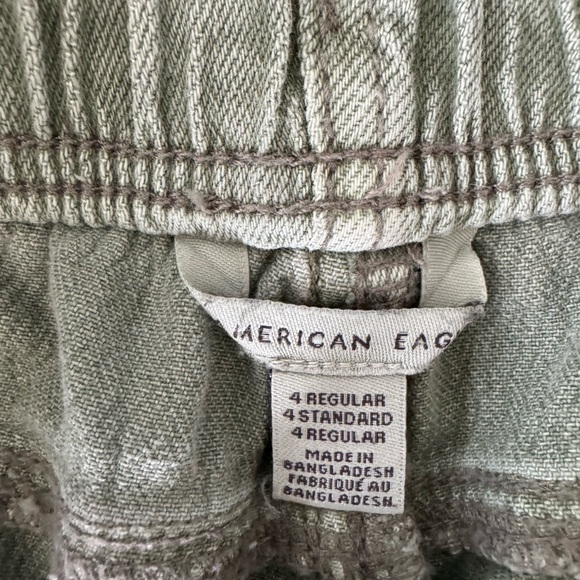 MERICAN EAG
4 REGULAR
4 STANDARD
4 REGULAR
MADE IN
BANGLADESH
FABRIQUÉ AU
BANGLADESH